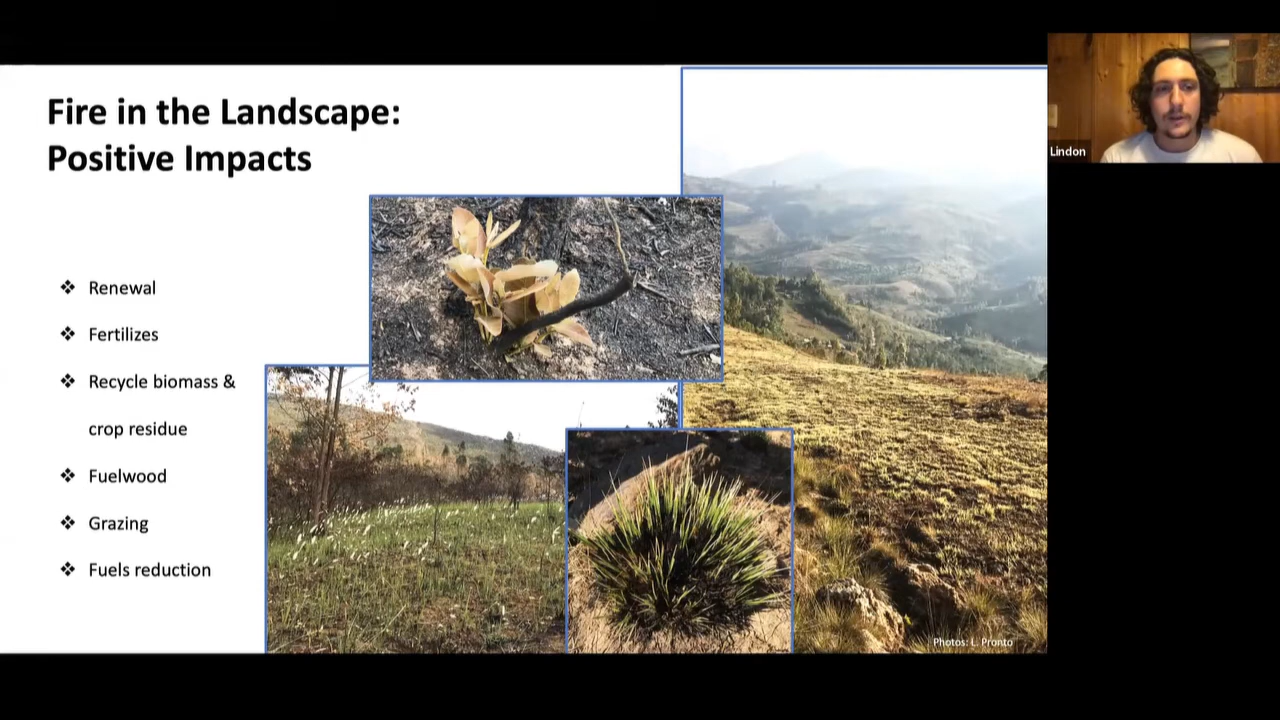 Fire in the Landscape:
Positive Impacts
❖ Renewal
❖ Fertilizes
❖ Recycle biomass &
crop residue
❖ Fuelwood
❖ Grazing
❖ Fuels reduction
Photos: L. Pronto
Lindon